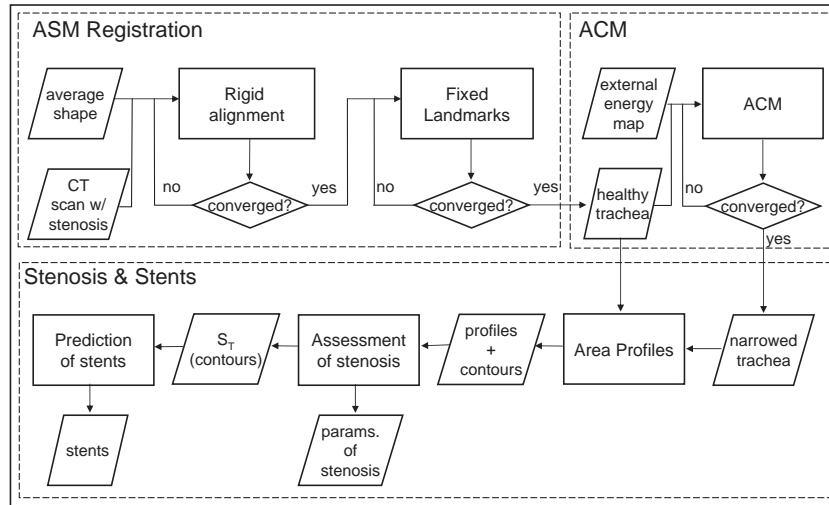 ASM Registration
average
shape
CT
scan w/
stenosis
Rigid
alignment
no
converged?
yes
Fixed
Landmarks
no
converged?
yes
ACM
external
energy
map
healthy
trachea
ACM
no
converged?
yes
Stenosis & Stents
Prediction
of stents
stents
S_T
(contours)
Assessment
of stenosis
params.
of
stenosis
profiles
+
contours
Area Profiles
narrowed
trachea